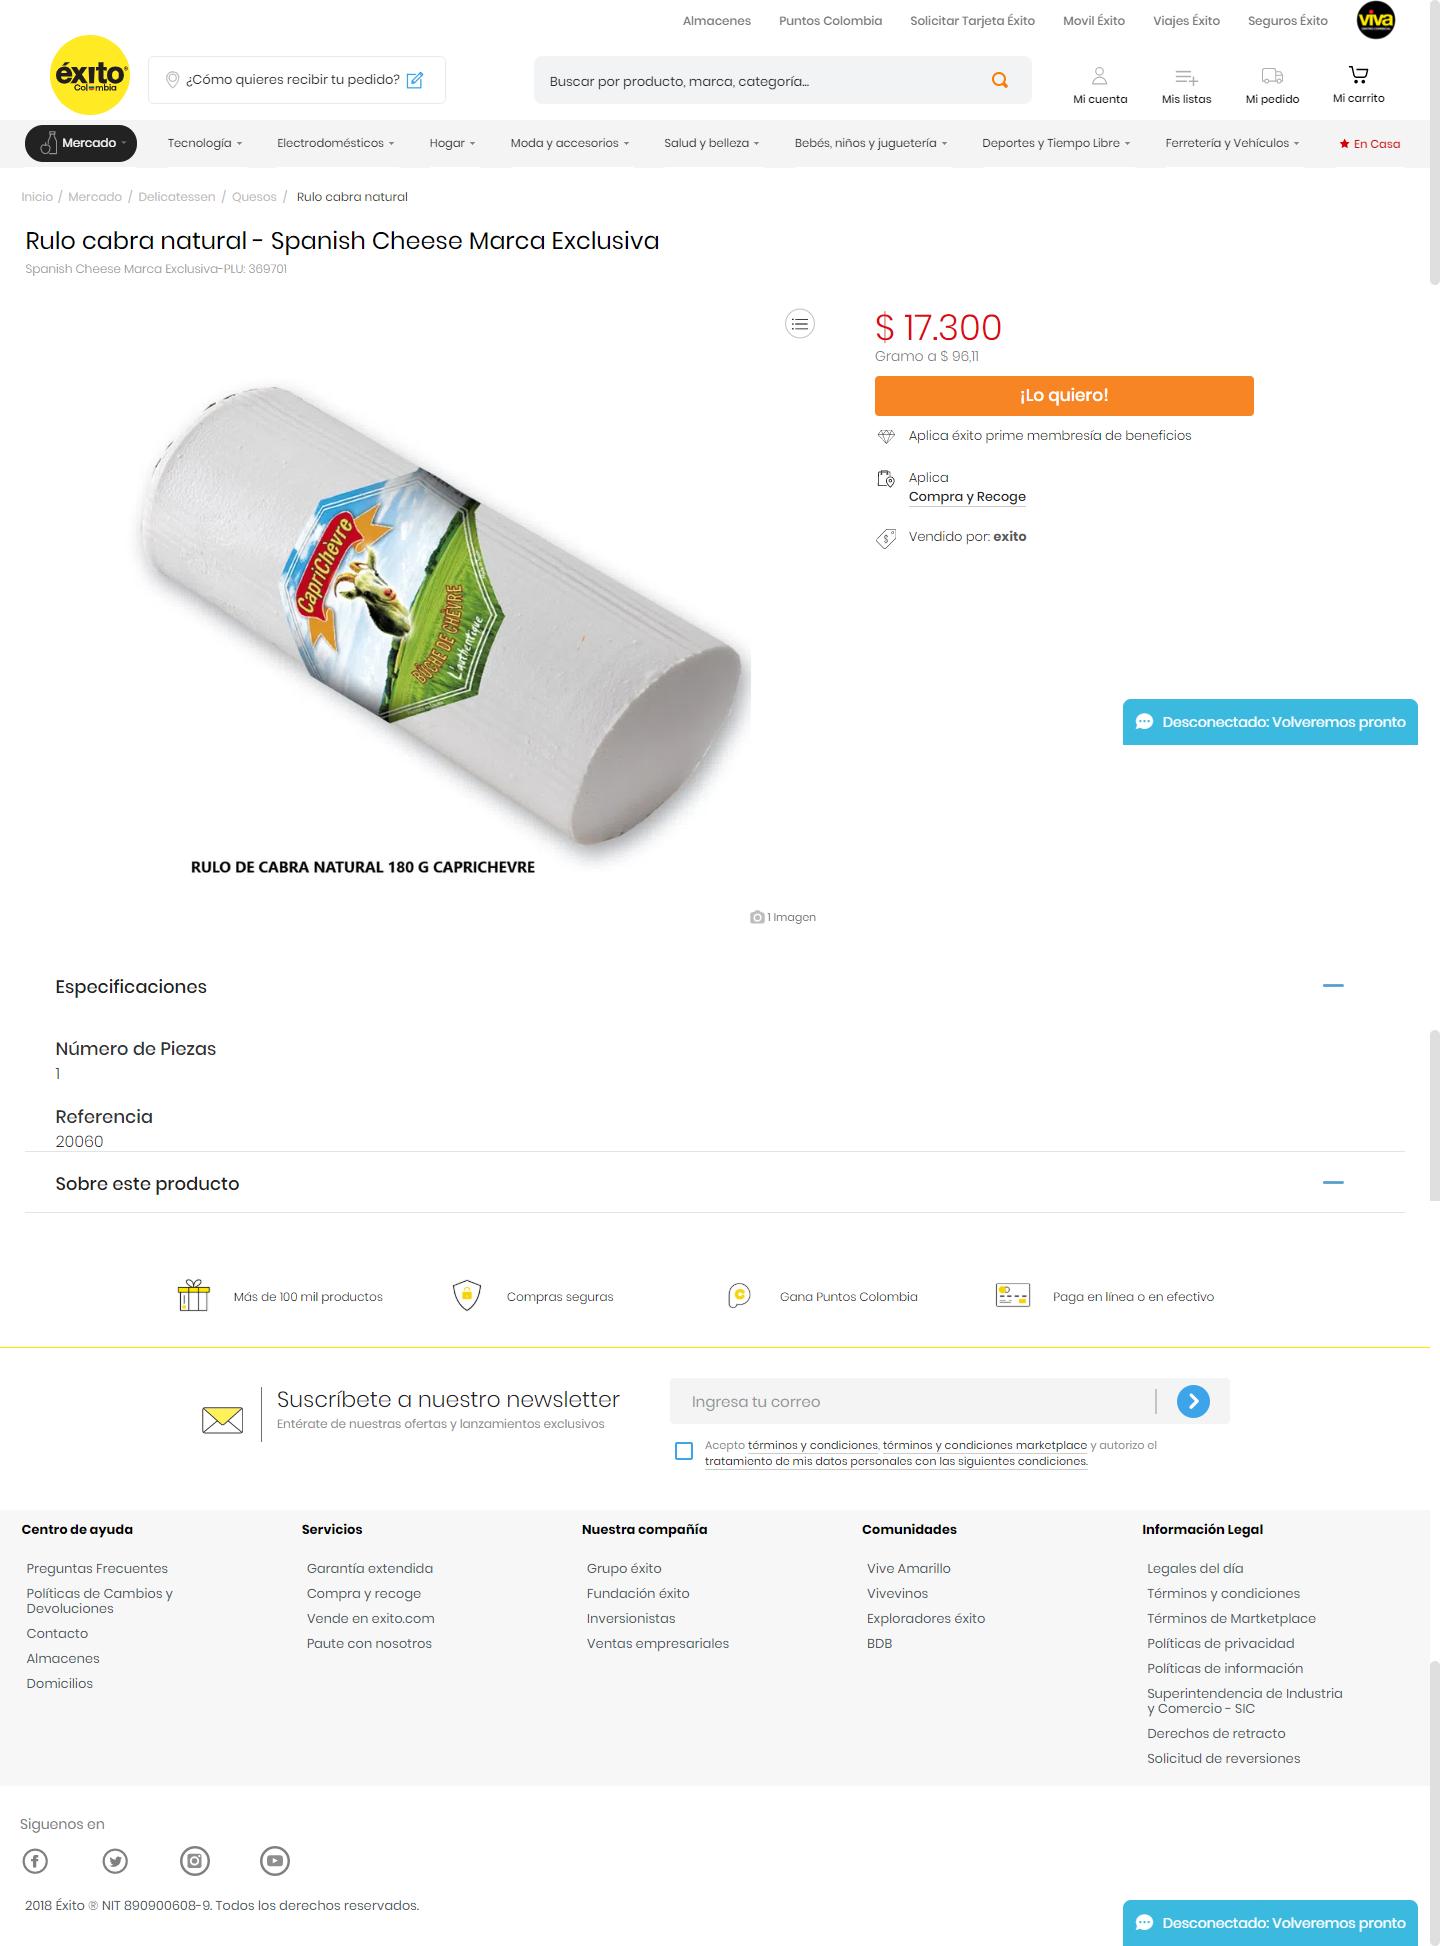 Almacenes Puntos Colombia Solicitar Tarjeta Éxito Movil Éxito Viajes Éxito Seguros Éxito viva
éxito
Colombia
¿Cómo quieres recibir tu pedido?
Buscar por producto, marca, categoría...
Mi cuenta Mis listas Mi pedido Mi carrito
Mercado Tecnología Electrodomésticos Hogar Moda y accesorios Salud y belleza Bebés, niños y juguetería Deportes y Tiempo Libre Ferretería y Vehículos En Casa
Inicio / Mercado / Delicatessen / Quesos / Rulo cabra natural
Rulo cabra natural - Spanish Cheese Marca Exclusiva
Spanish Cheese Marca Exclusiva-PLU: 369701
$ 17.300
Gramo a $ 96,11
¡Lo quiero!
Aplica éxito prime membresía de beneficios
Aplica
Compra y Recoge
Vendido por: exito
CapriChèvre
BÛCHE DE CHÈVRE
L'authentique
RULO DE CABRA NATURAL 180 G CAPRICHEVRE
1 Imagen
Desconectado: Volveremos pronto
Especificaciones
Número de Piezas
1
Referencia
20060
Sobre este producto
Más de 100 mil productos Compras seguras Gana Puntos Colombia Paga en línea o en efectivo
Suscríbete a nuestro newsletter
Entérate de nuestras ofertas y lanzamientos exclusivos
Ingresa tu correo
Acepto términos y condiciones, términos y condiciones marketplace y autorizo el
tratamiento de mis datos personales con las siguientes condiciones.
Centro de ayuda
Preguntas Frecuentes
Políticas de Cambios y
Devoluciones
Contacto
Almacenes
Domicilios
Servicios
Garantía extendida
Compra y recoge
Vende en exito.com
Paute con nosotros
Nuestra compañía
Grupo éxito
Fundación éxito
Inversionistas
Ventas empresariales
Comunidades
Vive Amarillo
Vivevinos
Exploradores éxito
BDB
Información Legal
Legales del día
Términos y condiciones
Términos de Martketplace
Políticas de privacidad
Políticas de información
Superintendencia de Industria
y Comercio - SIC
Derechos de retracto
Solicitud de reversiones
Siguenos en
2018 Éxito ® NIT 890900608-9. Todos los derechos reservados.
Desconectado: Volveremos pronto